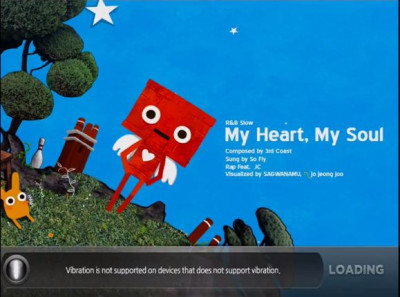 R&B Slow
My Heart, My Soul
Composed by 3rd Coast
Sung by So Fly
Rap Feat. JC
Visualized by SAGWANAMU jo jeong joo
Vibration is not supported on devices that does not support vibration.
LOADING